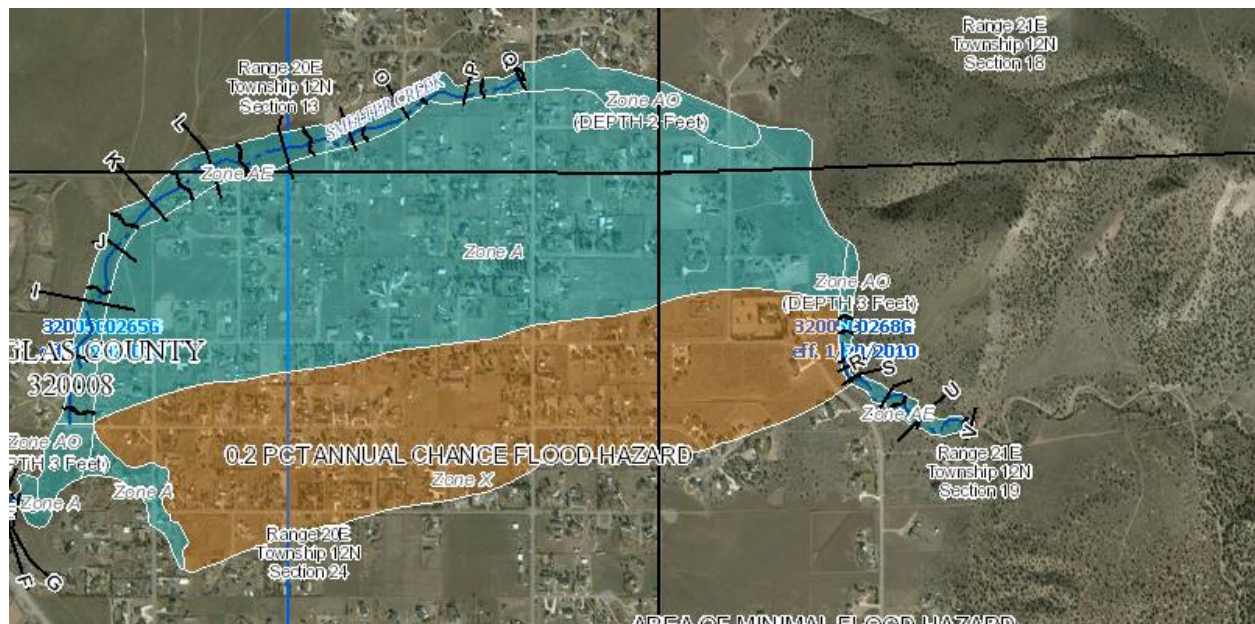 Range 21E
Township 12N
Section 18
Range 20E
Township 12N
Section 13
O
P
Q
SMELTER CREEK
Zone AO
(DEPTH 2 Feet)
L
K
Zone AE
J
Zone A
I
Zone AO
(DEPTH 3 Feet)
32005C0265G
32005C0268G
eff. 1/20/2010
GLAS COUNTY
320008
R
S
U
Zone AE
V
Zone AO
PTH 3 Feet)
0.2 PCT ANNUAL CHANCE FLOOD HAZARD
Zone X
Zone A
Zone A
Range 21E
Township 12N
Section 19
Range 20E
Township 12N
Section 24
F
G
AREA OF MINIMAL FLOOD HAZARD